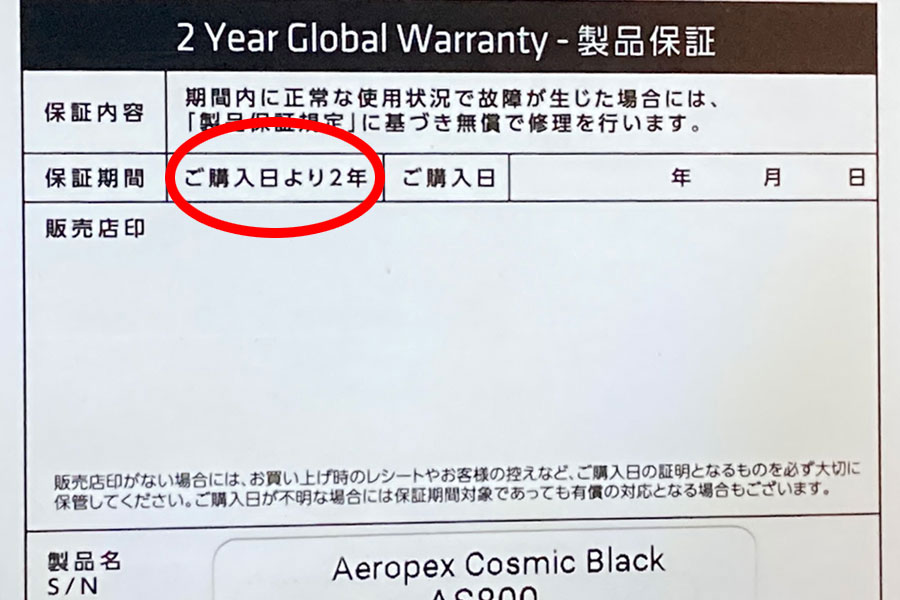 2 Year Global Warranty - 製品保証
保証内容
期間内に正常な使用状況で故障が生じた場合には、
「製品保証規定」に基づき無償で修理を行います。
保証期間 ご購入日より2年 ご購入日 年 月 日
販売店印
販売店印がない場合には、お買い上げ時のレシートやお客様の控えなど、ご購入日の証明となるものを必ず大切に
保管してください。ご購入日が不明な場合には保証期間対象であっても有償の対応となる場合もございます。
製品名
S/N
Aeropex Cosmic Black
AS800